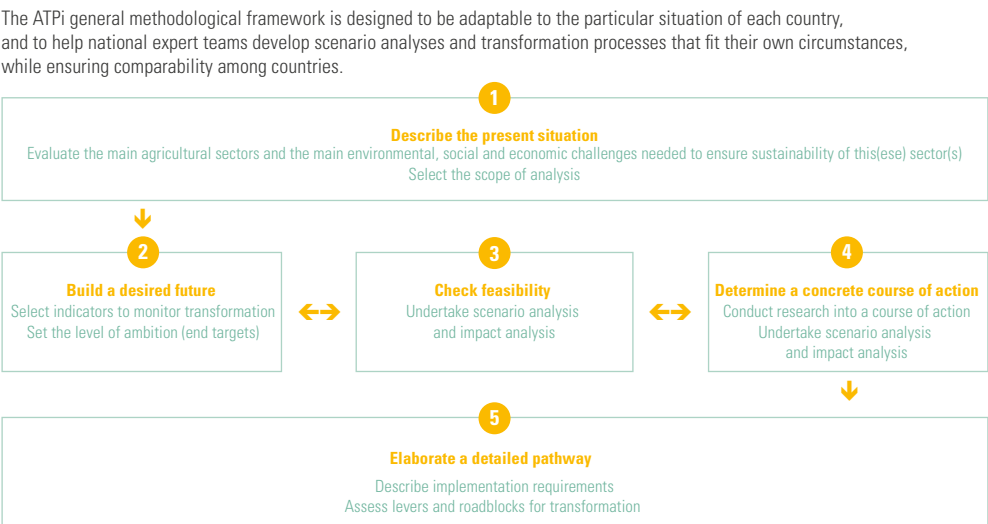 The ATPi general methodological framework is designed to be adaptable to the particular situation of each country,
and to help national expert teams develop scenario analyses and transformation processes that fit their own circumstances,
while ensuring comparability among countries.
1
Describe the present situation
Evaluate the main agricultural sectors and the main environmental, social and economic challenges needed to ensure sustainability of this(ese) sector(s)
Select the scope of analysis
2
Build a desired future
Select indicators to monitor transformation
Set the level of ambition (end targets)
3
Check feasibility
Undertake scenario analysis
and impact analysis
4
Determine a concrete course of action
Conduct research into a course of action
Undertake scenario analysis
and impact analysis
5
Elaborate a detailed pathway
Describe implementation requirements
Assess levers and roadblocks for transformation